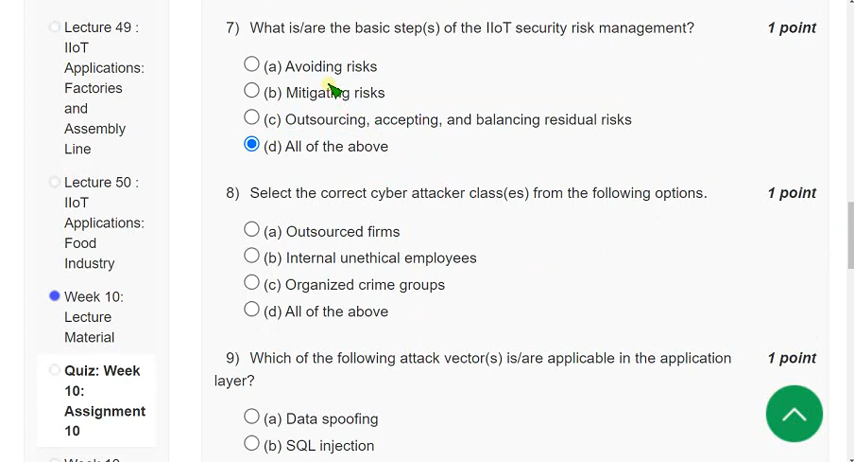 Lecture 49 :
IIoT
Applications:
Factories
and
Assembly
Line
Lecture 50 :
IIoT
Applications:
Food
Industry
Week 10:
Lecture
Material
Quiz: Week
10:
Assignment
10
7) What is/are the basic step(s) of the IIoT security risk management? 1 point
(a) Avoiding risks
(b) Mitigating risks
(c) Outsourcing, accepting, and balancing residual risks
(d) All of the above
8) Select the correct cyber attacker class(es) from the following options. 1 point
(a) Outsourced firms
(b) Internal unethical employees
(c) Organized crime groups
(d) All of the above
9) Which of the following attack vector(s) is/are applicable in the application 1 point
layer?
(a) Data spoofing
(b) SQL injection